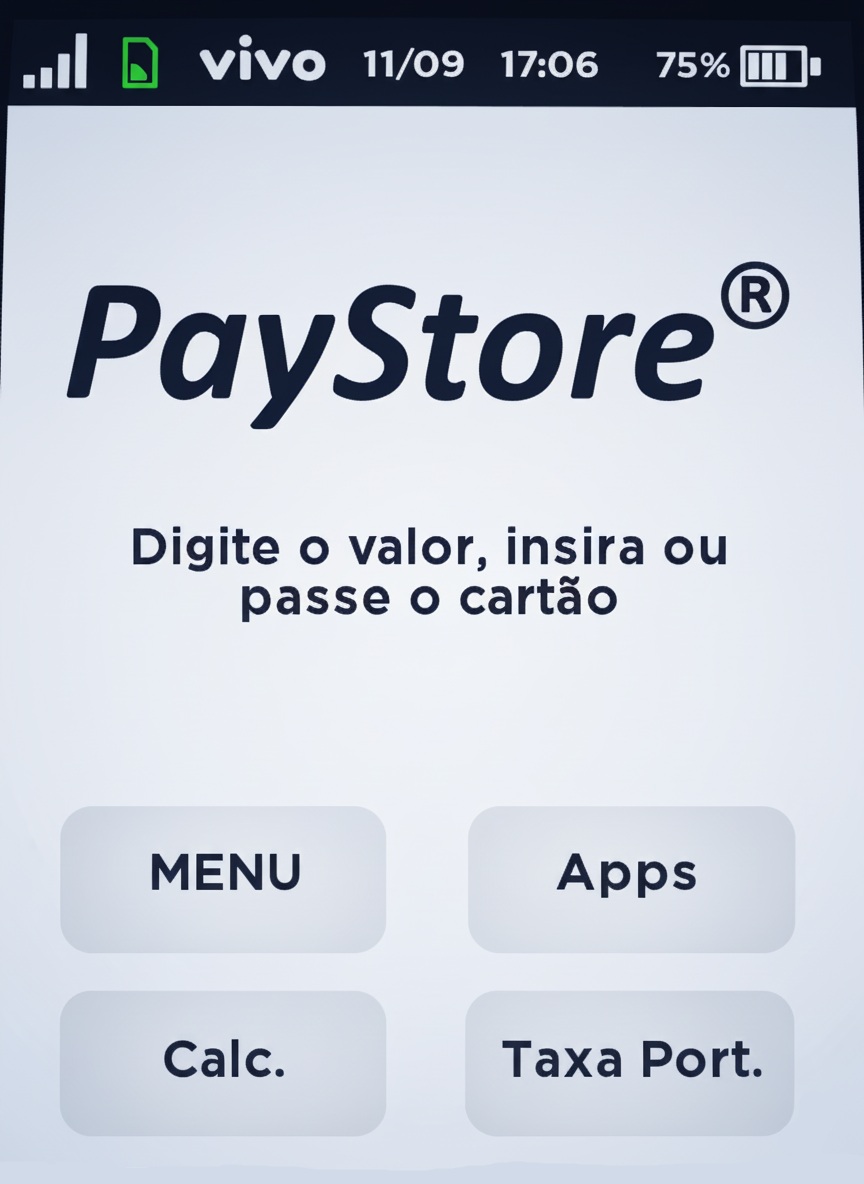 vivo 11/09 17:06 75%
PayStore®
Digite o valor, insira ou
passe o cartão
MENU Apps
Calc. Taxa Port.